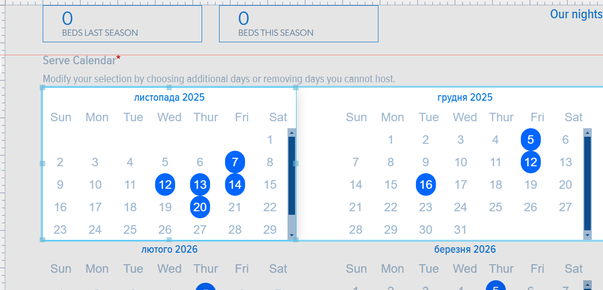 0
BEDS LAST SEASON
0
BEDS THIS SEASON
Our nights
Serve Calendar*
Modify your selection by choosing additional days or removing days you cannot host.
листопада 2025
Sun Mon Tue Wed Thur Fri Sat
1
2 3 4 5 6 7 8
9 10 11 12 13 14 15
16 17 18 19 20 21 22
23 24 25 26 27 28 29
грудня 2025
Sun Mon Tue Wed Thur Fri Sat
1 2 3 4 5 6
7 8 9 10 11 12 13
14 15 16 17 18 19 20
21 22 23 24 25 26 27
28 29 30 31
лютого 2026
Sun Mon Tue Wed Thur Fri Sat
березня 2026
Sun Mon Tue Wed Thur Fri Sat